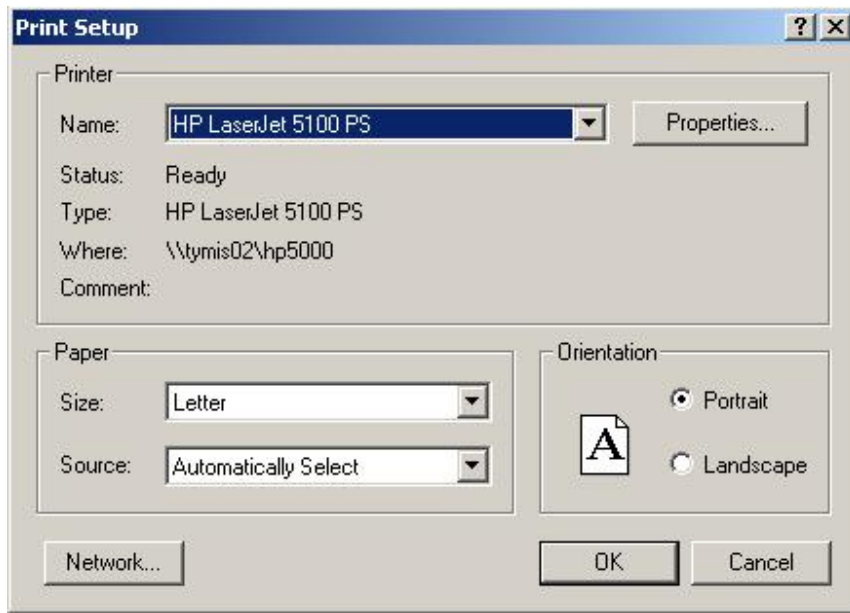 Print Setup
Printer
Name: HP LaserJet 5100 PS Properties...
Status: Ready
Type: HP LaserJet 5100 PS
Where: \\tymis02\hp5000
Comment:
Paper
Size: Letter
Source: Automatically Select
Orientation
A
Portrait
Landscape
Network... OK Cancel